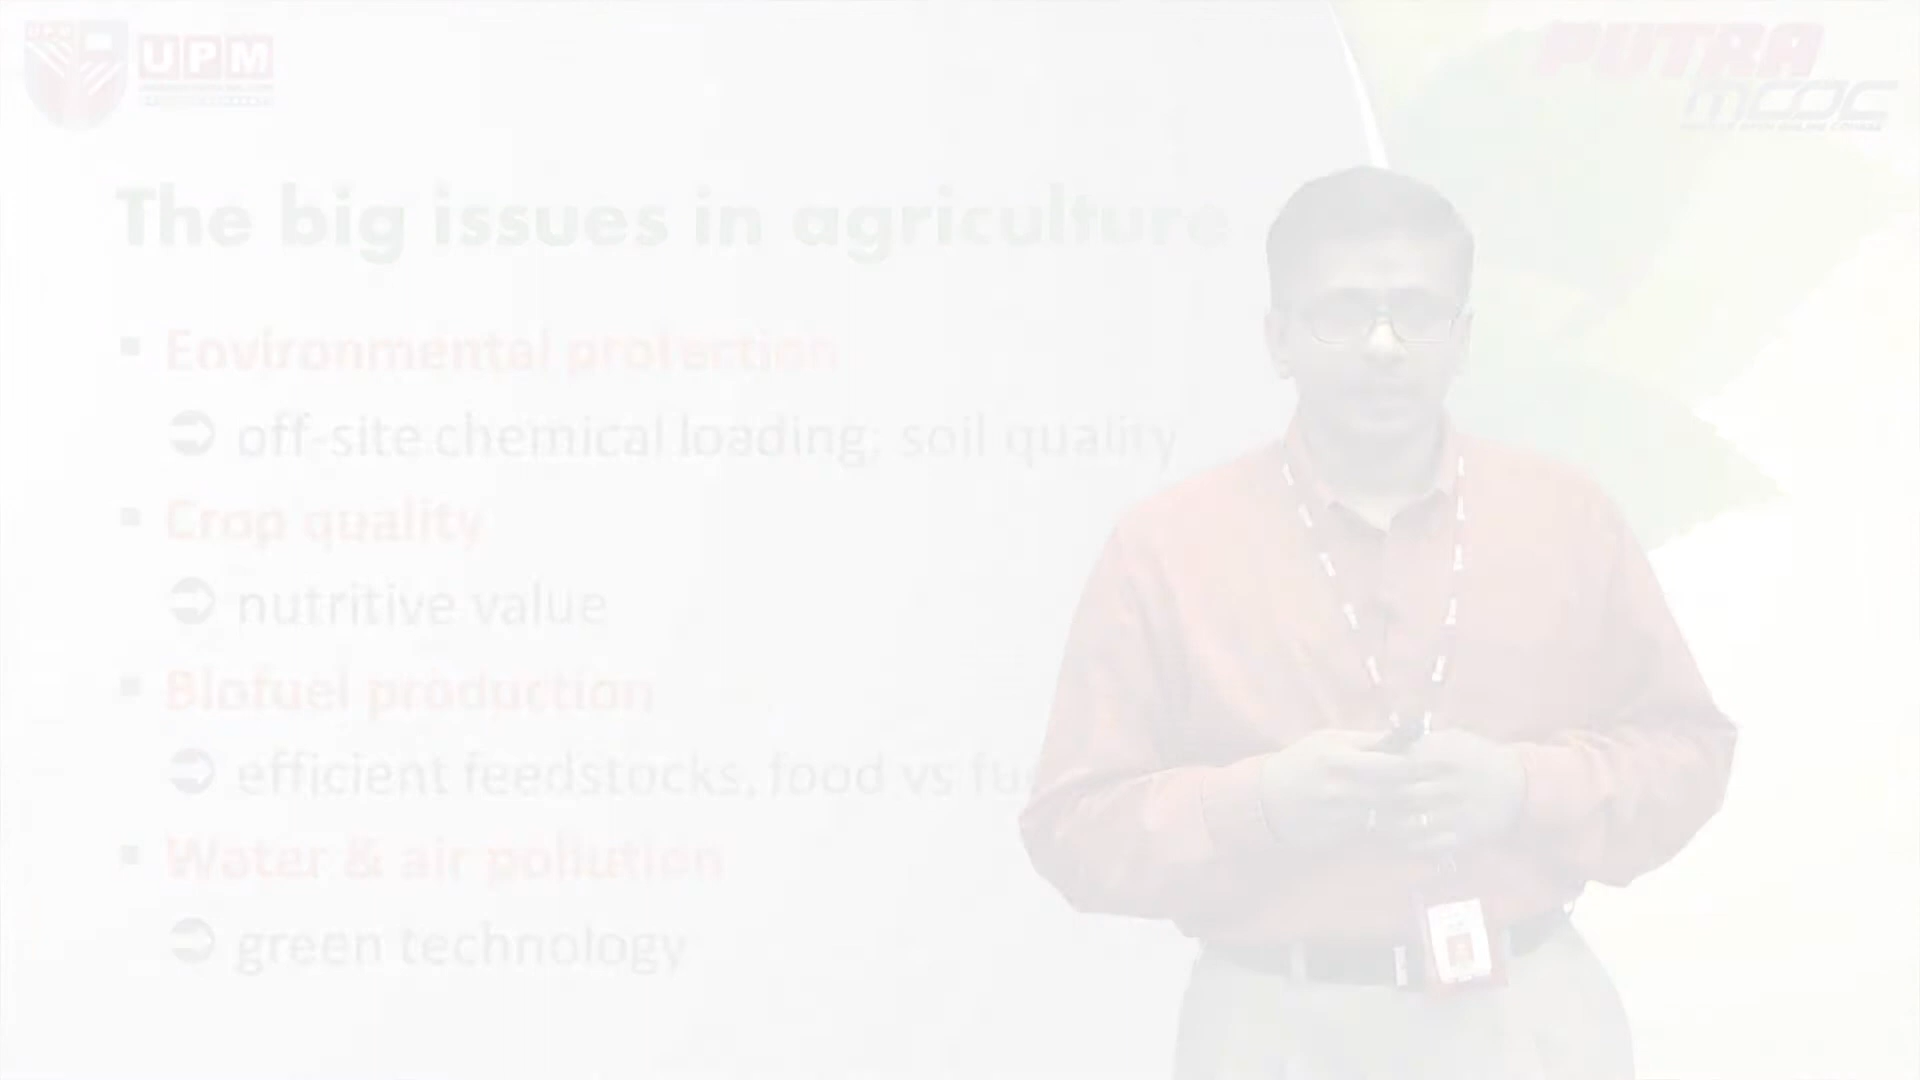 UPM
UPM
PUTRA
mooc
The big issues in agriculture
Environmental protection
off-site chemical loading; soil quality
Crop quality
nutritive value
Biofuel production
efficient feedstocks, food vs
Water & air pollution
green technology